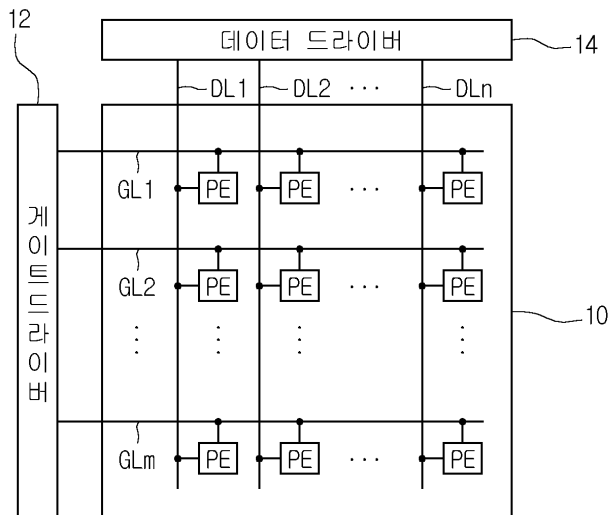 12
데이터 드라이버
14
DL1 DL2 ··· DLn
게이트드라이버
GL1 PE PE ··· PE
GL2 PE PE ··· PE
10
GLm PE PE ··· PE